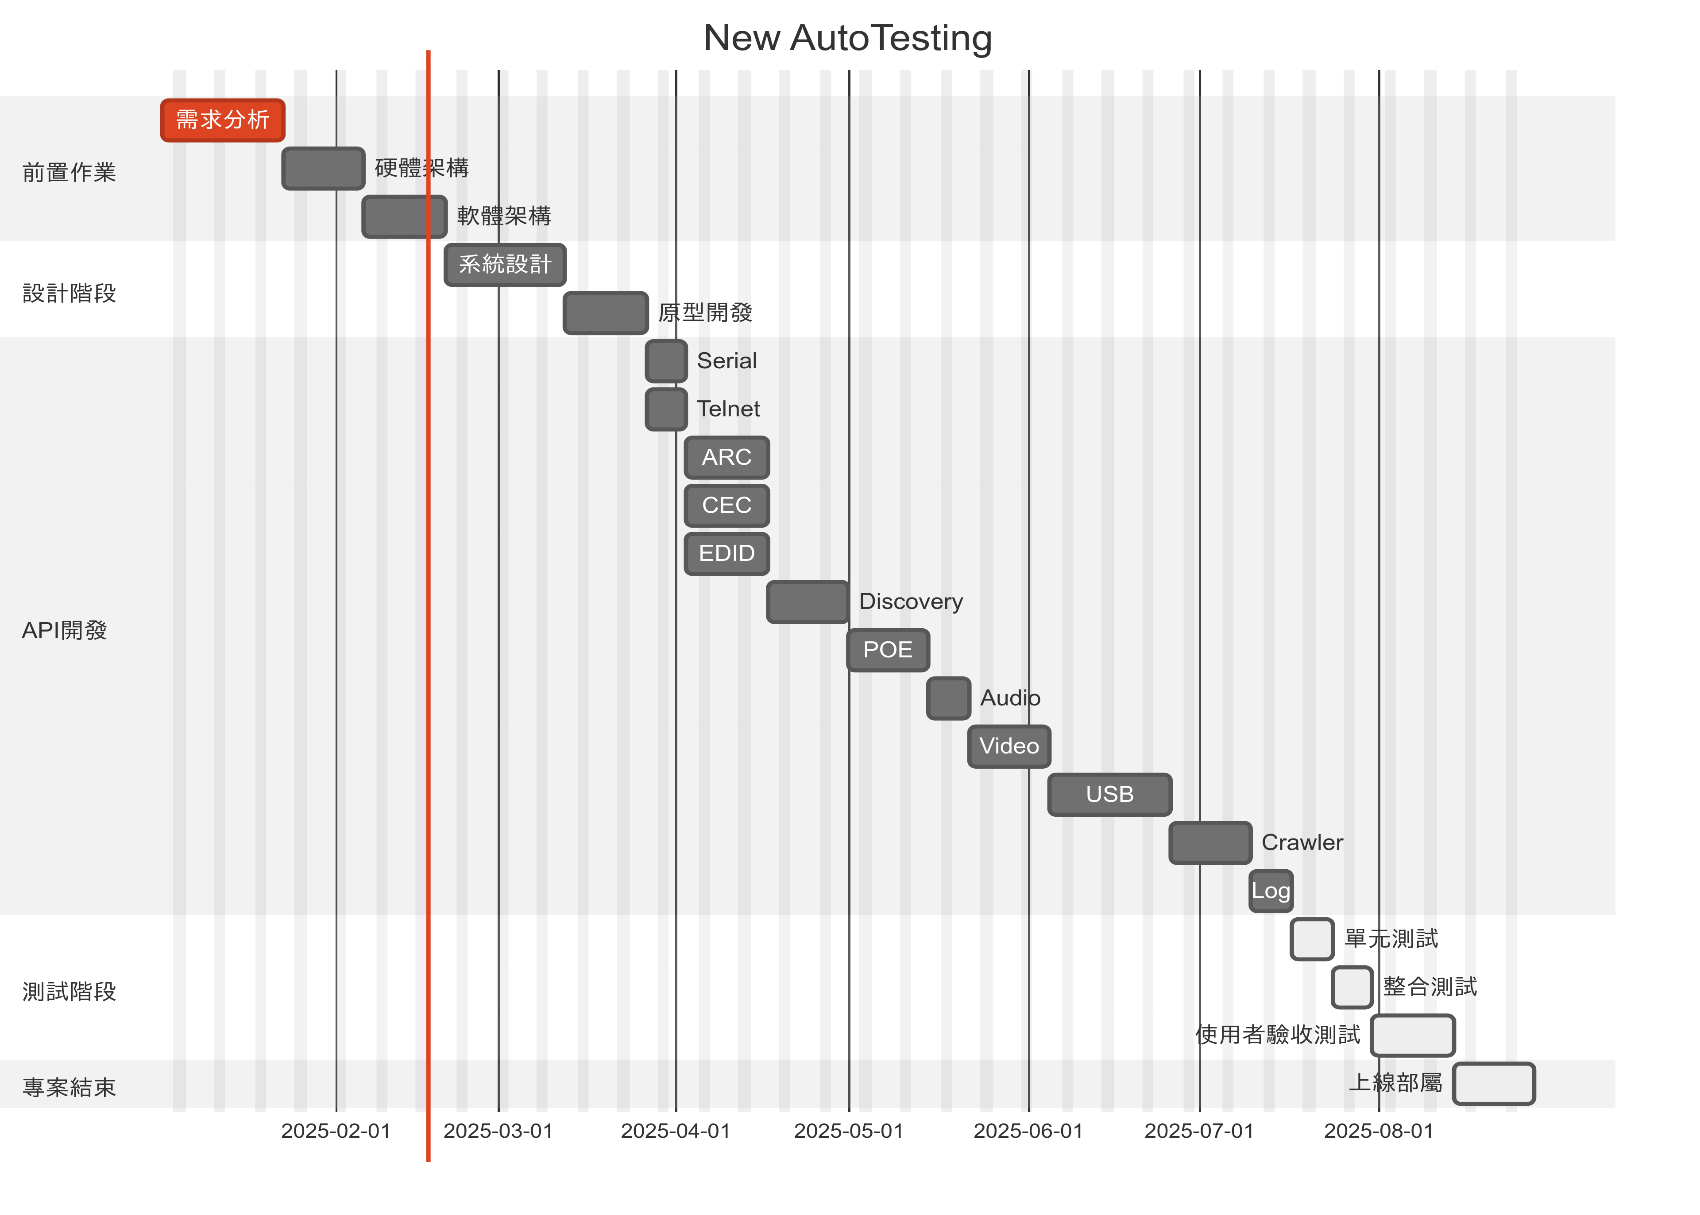 New AutoTesting
前置作業
需求分析
硬體架構
軟體架構
設計階段
系統設計
原型開發
API開發
Serial
Telnet
ARC
CEC
EDID
Discovery
POE
Audio
Video
USB
Crawler
Log
測試階段
單元測試
整合測試
使用者驗收測試
專案結束
上線部屬
2025-02-01
2025-03-01
2025-04-01
2025-05-01
2025-06-01
2025-07-01
2025-08-01